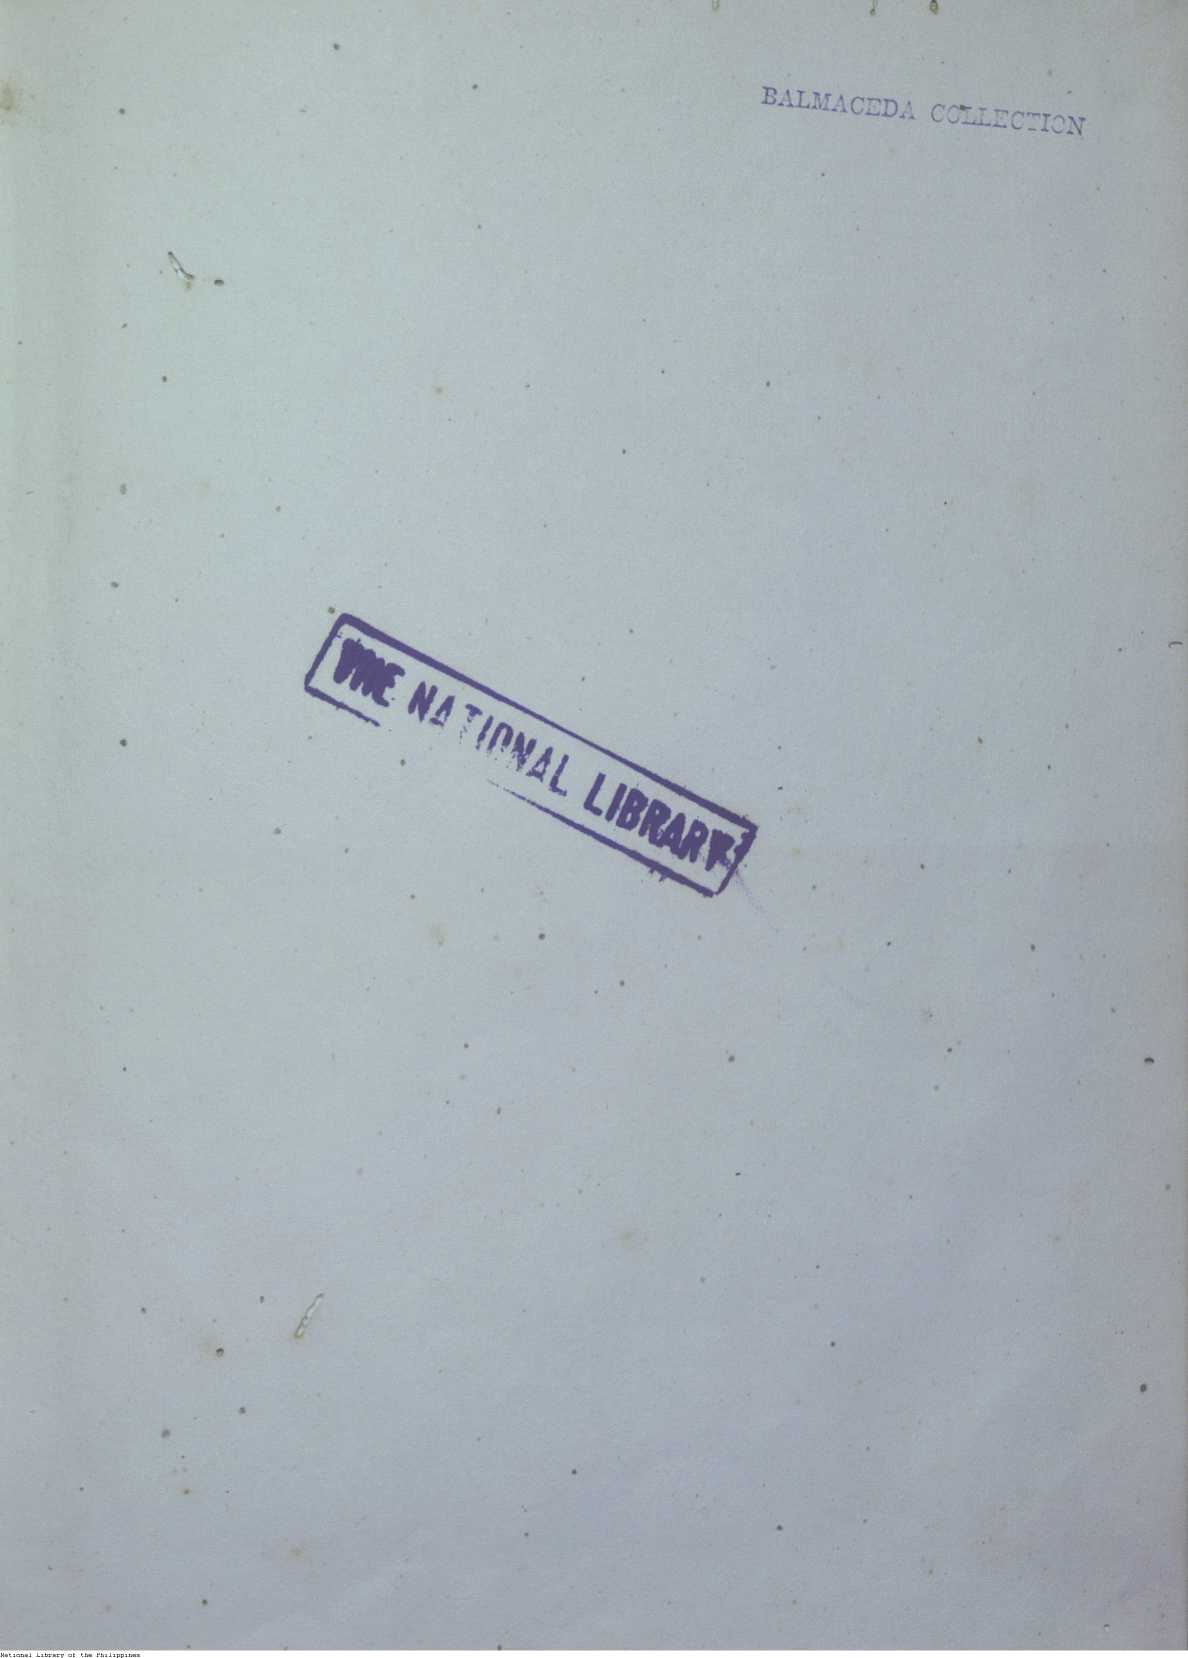 BALMACEDA COLLECTION
THE NATIONAL LIBRARY
National Library of the Philippines